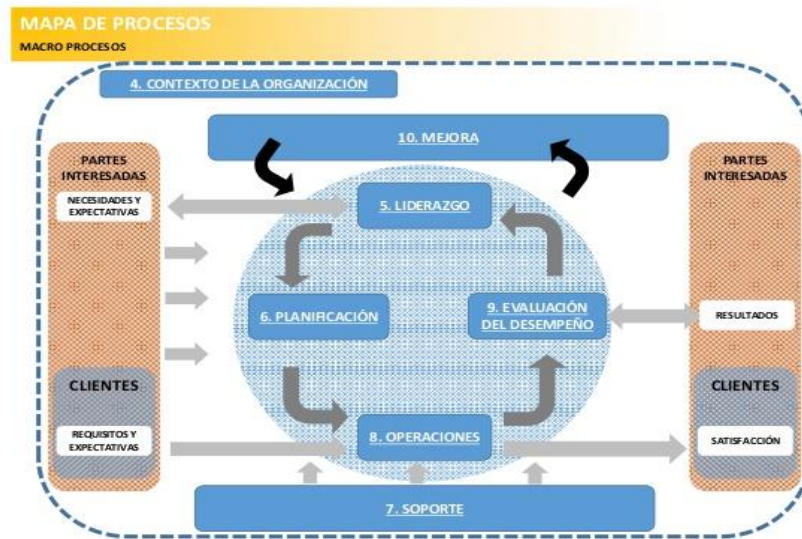 MAPA DE PROCESOS
MACRO PROCESOS
4. CONTEXTO DE LA ORGANIZACIÓN
10. MEJORA
PARTES
INTERESADAS
NECESIDADES Y
EXPECTATIVAS
CLIENTES
REQUISITOS Y
EXPECTATIVAS
5. LIDERAZGO
6. PLANIFICACIÓN
9. EVALUACIÓN
DEL DESEMPEÑO
8. OPERACIONES
7. SOPORTE
PARTES
INTERESADAS
RESULTADOS
CLIENTES
SATISFACCIÓN